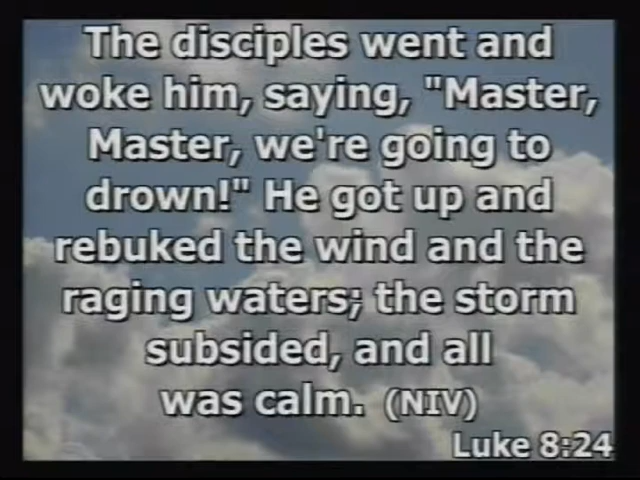 The disciples went and
woke him, saying, "Master,
Master, we're going to
drown!" He got up and
rebuked the wind and the
raging waters; the storm
subsided, and all
was calm. (NIV)
Luke 8:24